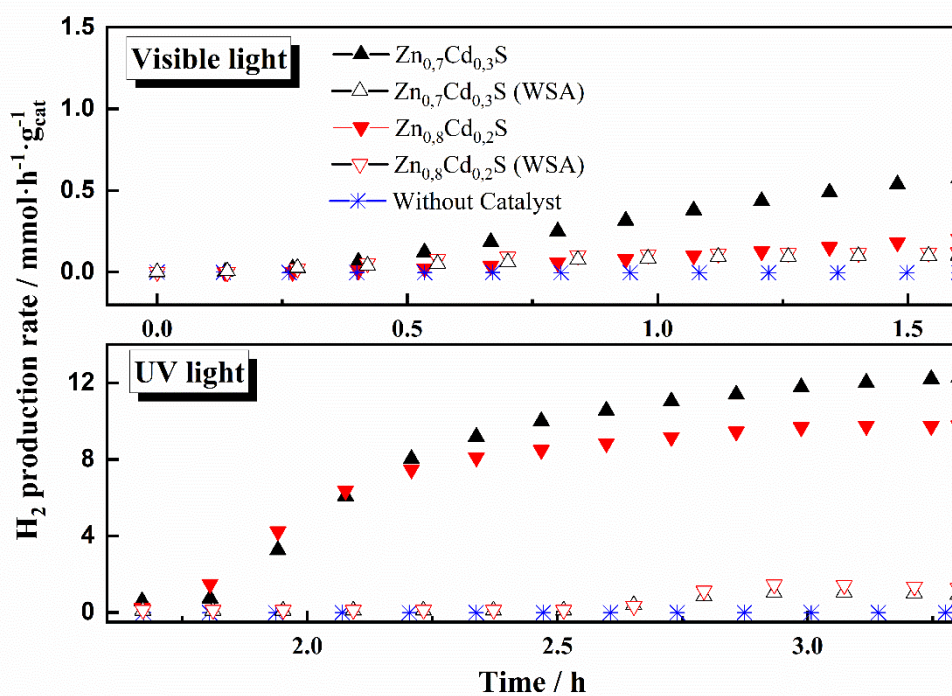 H₂ production rate / mmol·h⁻¹·g⁻¹cat
1.5
1.0
0.5
0.0
Visible light
Zn₀,₇Cd₀,₃S
Zn₀,₇Cd₀,₃S (WSA)
Zn₀,₈Cd₀,₂S
Zn₀,₈Cd₀,₂S (WSA)
Without Catalyst
0.0 0.5 1.0 1.5
UV light
12
8
4
0
2.0 2.5 3.0
Time / h